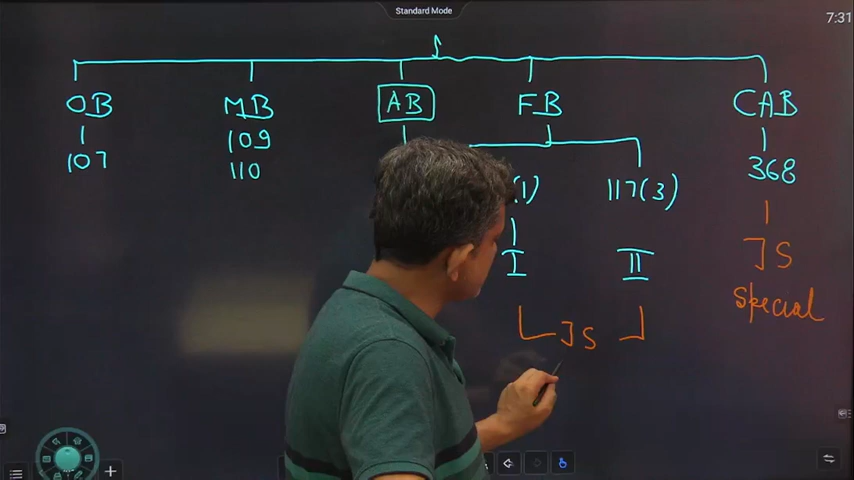 Standard Mode
7:31
OB MB AB FB CAB
107 109 368
110
(1) 117(3)
I II
JS
Special
JS